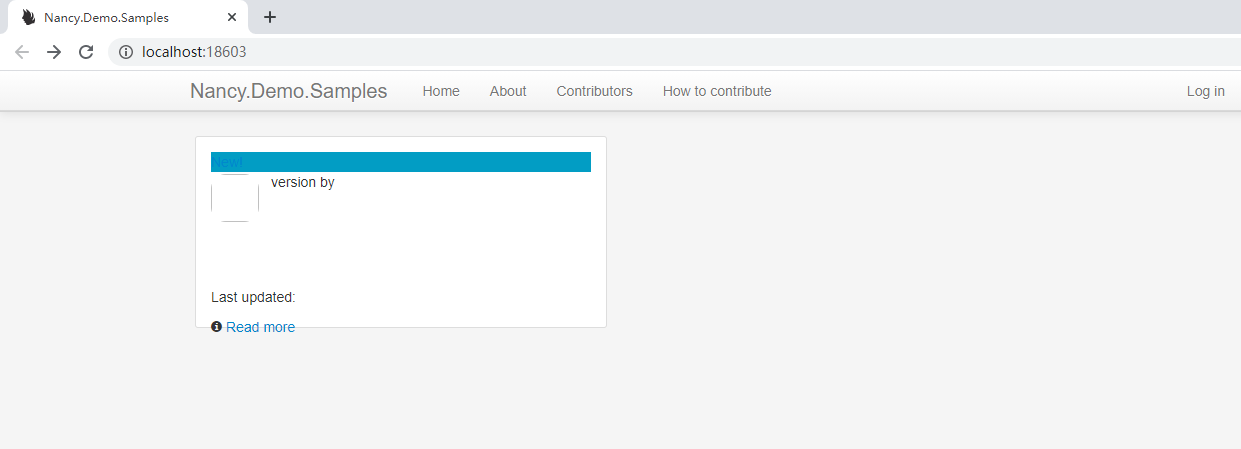 Nancy.Demo.Samples
localhost:18603
Nancy.Demo.Samples Home About Contributors How to contribute Log in
New!
version by
Last updated:
Read more